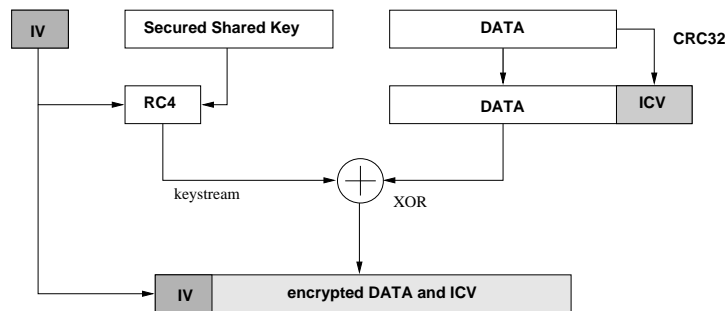 IV
Secured Shared Key
DATA
CRC32
RC4
DATA
ICV
keystream
XOR
IV
encrypted DATA and ICV